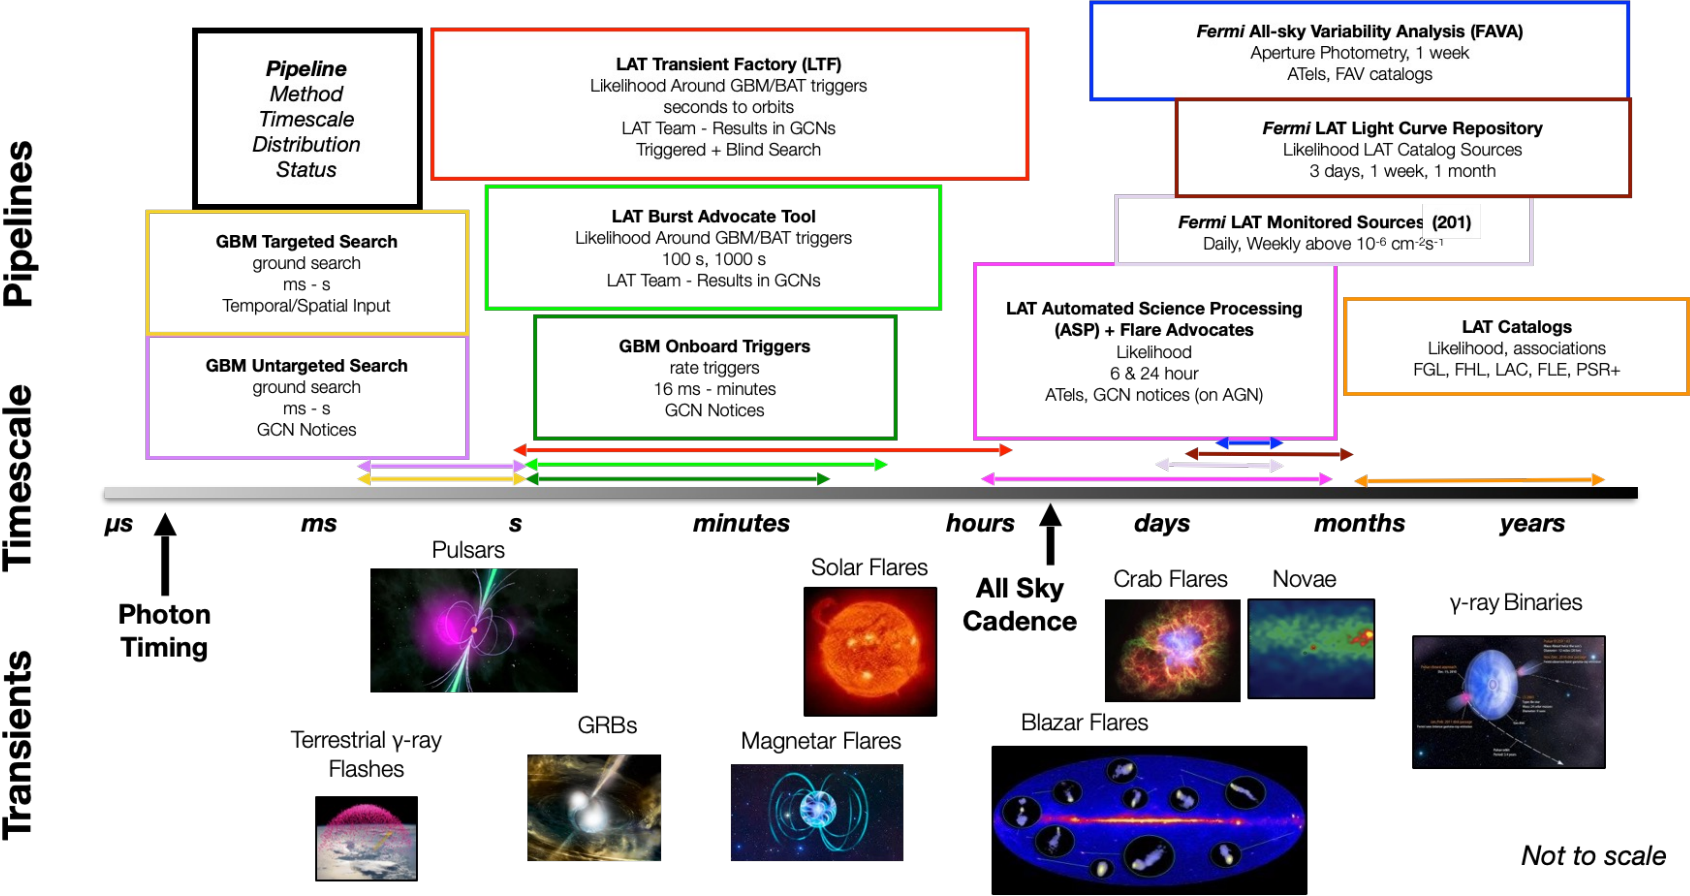 Pipelines
Timescale
Transients
Pipeline
Method
Timescale
Distribution
Status
LAT Transient Factory (LTF)
Likelihood Around GBM/BAT triggers
seconds to orbits
LAT Team - Results in GCNs
Triggered + Blind Search
Fermi All-sky Variability Analysis (FAVA)
Aperture Photometry, 1 week
ATels, FAV catalogs
Fermi LAT Light Curve Repository
Likelihood LAT Catalog Sources
3 days, 1 week, 1 month
Fermi LAT Monitored Sources (201)
Daily, Weekly above 10⁻⁶ cm⁻²s⁻¹
GBM Targeted Search
ground search
ms - s
Temporal/Spatial Input
LAT Burst Advocate Tool
Likelihood Around GBM/BAT triggers
100 s, 1000 s
LAT Team - Results in GCNs
GBM Untargeted Search
ground search
ms - s
GCN Notices
GBM Onboard Triggers
rate triggers
16 ms - minutes
GCN Notices
LAT Automated Science Processing
(ASP) + Flare Advocates
Likelihood
6 & 24 hour
ATels, GCN notices (on AGN)
LAT Catalogs
Likelihood, associations
FGL, FHL, LAC, FLE, PSR+
µs ms s minutes hours days months years
Photon
Timing
All Sky
Cadence
Pulsars
Solar Flares
Crab Flares
Novae
γ-ray Binaries
Terrestrial γ-ray
Flashes
GRBs
Magnetar Flares
Blazar Flares
Not to scale